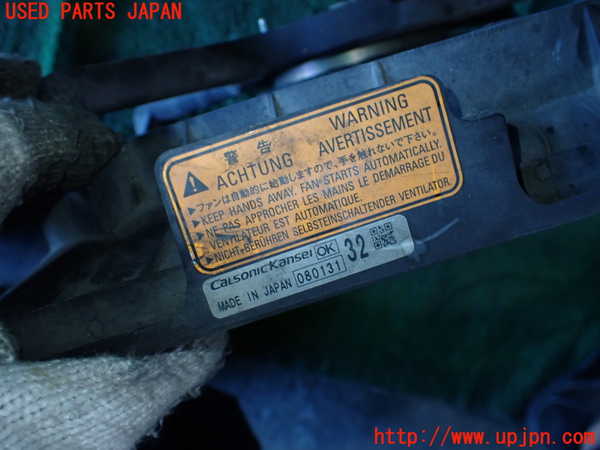 USED PARTS JAPAN
警告 WARNING
ACHTUNG AVERTISSEMENT
▶ファンは自動的に始動しますので、手を触れないで下さい。
▶KEEP HANDS AWAY. FAN STARTS AUTOMATICALLY.
▶NE PAS APPROCHER LES MAINS LE DEMARRAGE DU
VENTILATEUR EST AUTOMATIQUE.
▶NICHT-BERÜHREN SELBSTEINSCHALTENDER VENTILATOR.
CalsonicKansei OK 32
MADE IN JAPAN 080131
http://www.upjpn.com/